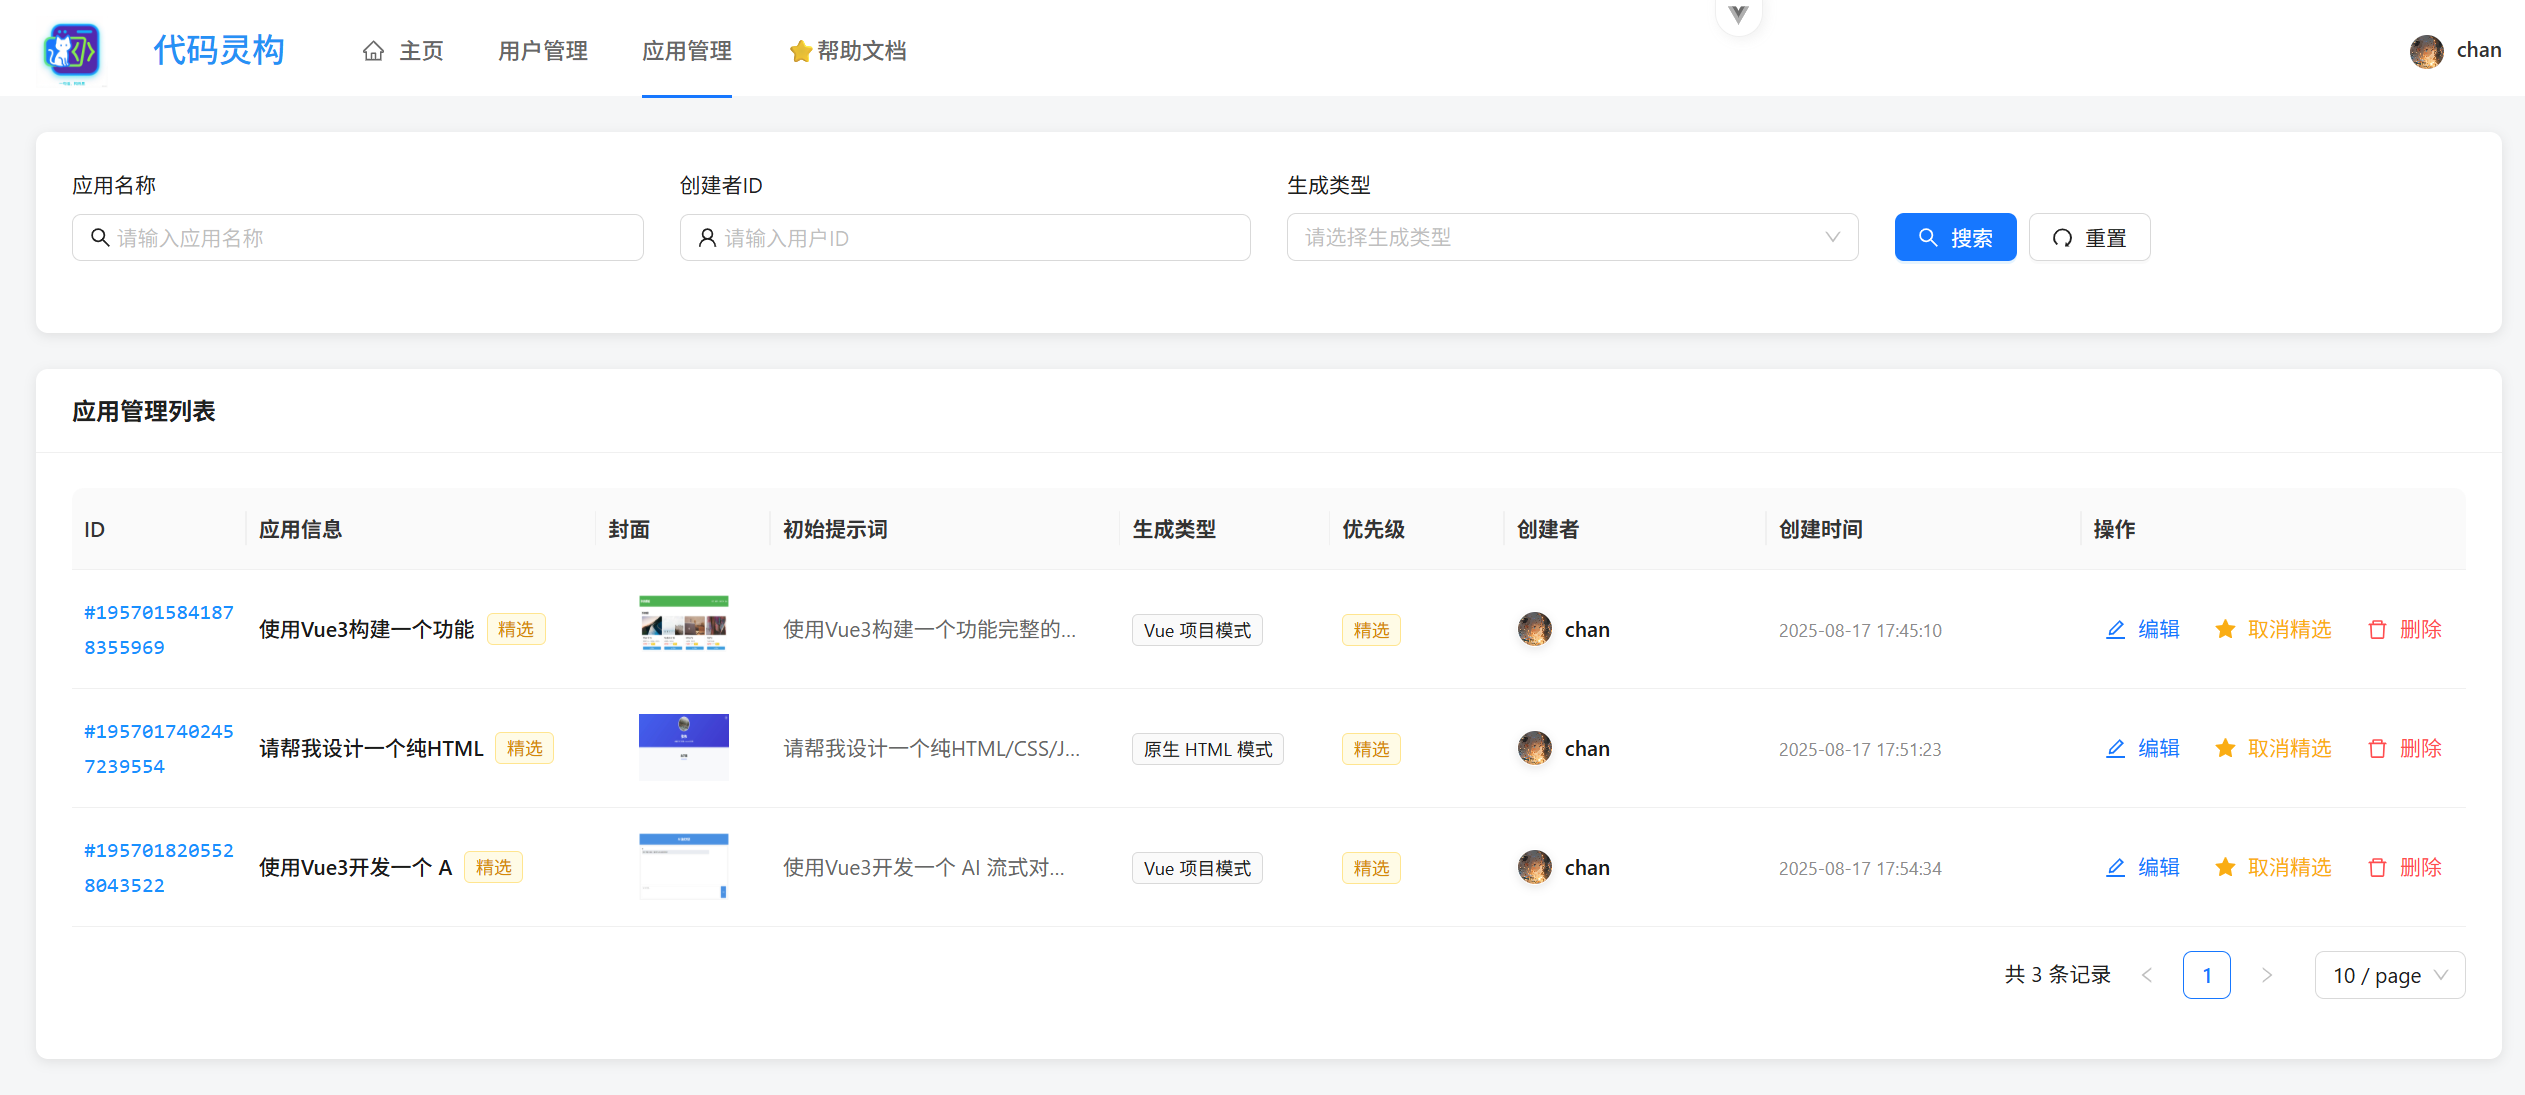 代码灵构
主页
用户管理
应用管理
帮助文档
chan
应用名称
创建者ID
生成类型
请输入应用名称
请输入用户ID
请选择生成类型
搜索
重置
应用管理列表
ID 应用信息 封面 初始提示词 生成类型 优先级 创建者 创建时间 操作
#195701584187
8355969
使用Vue3构建一个功能 精选 使用Vue3构建一个功能完整的... Vue 项目模式 精选 chan 2025-08-17 17:45:10 编辑 取消精选 删除
#195701740245
7239554
请帮我设计一个纯HTML 精选 请帮我设计一个纯HTML/CSS/J... 原生 HTML 模式 精选 chan 2025-08-17 17:51:23 编辑 取消精选 删除
#195701820552
8043522
使用Vue3开发一个 A 精选 使用Vue3开发一个 AI 流式对... Vue 项目模式 精选 chan 2025-08-17 17:54:34 编辑 取消精选 删除
共 3 条记录 1 10 / page